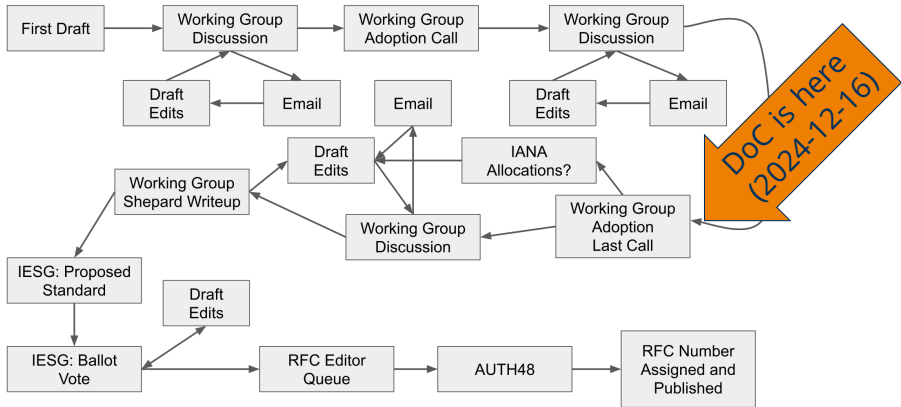 First Draft
Working Group
Discussion
Working Group
Adoption Call
Working Group
Discussion
Draft
Edits
Email
Email
Draft
Edits
Email
DoC is here
(2024-12-16)
Draft
Edits
IANA
Allocations?
Working Group
Shepard Writeup
Working Group
Discussion
Working Group
Adoption
Last Call
IESG: Proposed
Standard
Draft
Edits
IESG: Ballot
Vote
RFC Editor
Queue
AUTH48
RFC Number
Assigned and
Published